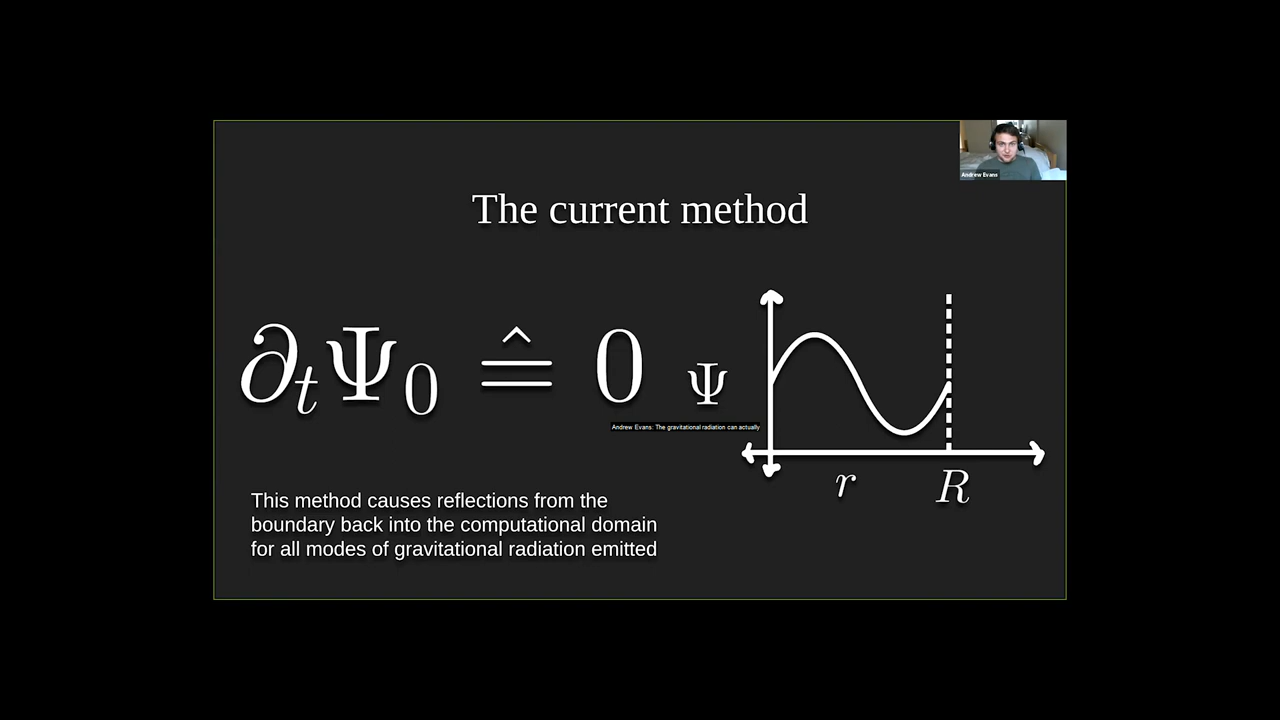 Andrew Evans
The current method
∂ₜΨ₀ ≙ 0
Ψ
Andrew Evans: The gravitational radiation can actually
r
R
This method causes reflections from the
boundary back into the computational domain
for all modes of gravitational radiation emitted